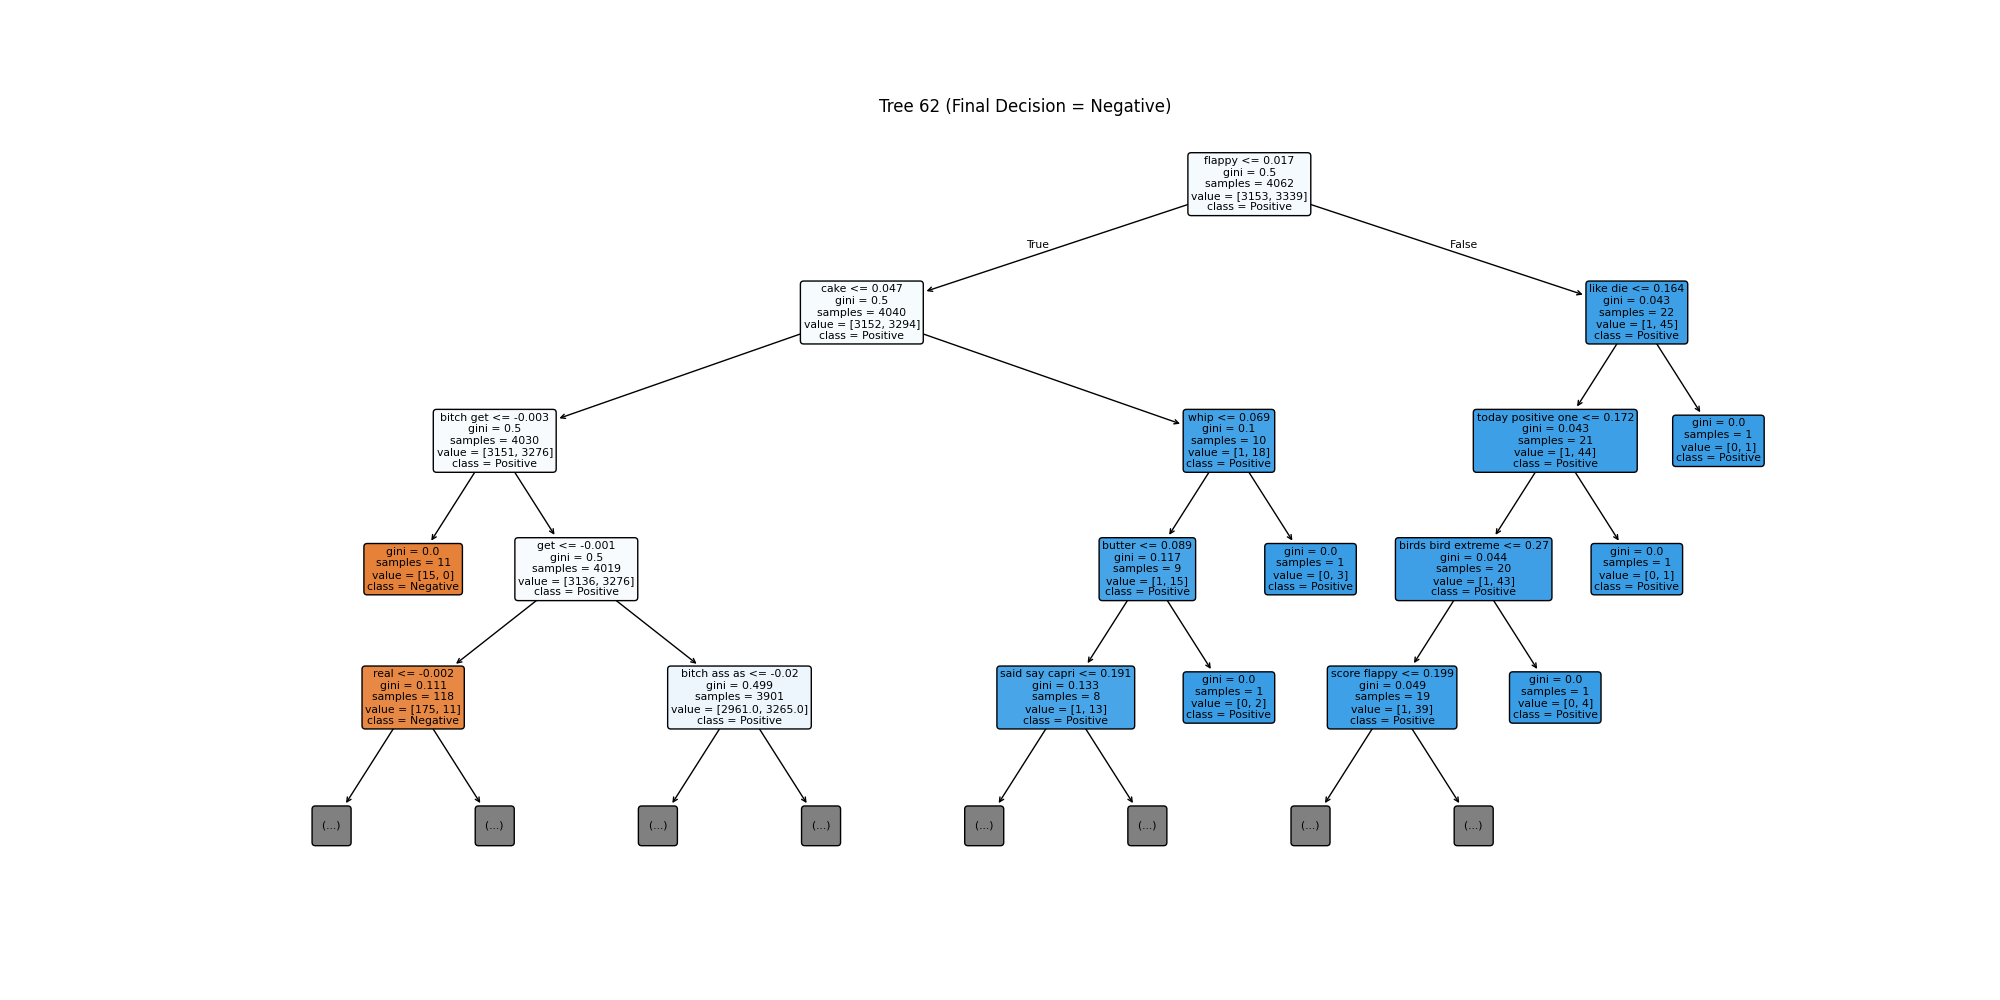 Tree 62 (Final Decision = Negative)
flappy <= 0.017
gini = 0.5
samples = 4062
value = [3153, 3339]
class = Positive
True
False
cake <= 0.047
gini = 0.5
samples = 4040
value = [3152, 3294]
class = Positive
like die <= 0.164
gini = 0.043
samples = 22
value = [1, 45]
class = Positive
bitch get <= -0.003
gini = 0.5
samples = 4030
value = [3151, 3276]
class = Positive
whip <= 0.069
gini = 0.1
samples = 10
value = [1, 18]
class = Positive
today positive one <= 0.172
gini = 0.043
samples = 21
value = [1, 44]
class = Positive
gini = 0.0
samples = 1
value = [0, 1]
class = Positive
gini = 0.0
samples = 11
value = [15, 0]
class = Negative
get <= -0.001
gini = 0.5
samples = 4019
value = [3136, 3276]
class = Positive
butter <= 0.089
gini = 0.117
samples = 9
value = [1, 15]
class = Positive
gini = 0.0
samples = 1
value = [0, 3]
class = Positive
birds bird extreme <= 0.27
gini = 0.044
samples = 20
value = [1, 43]
class = Positive
gini = 0.0
samples = 1
value = [0, 1]
class = Positive
real <= -0.002
gini = 0.111
samples = 118
value = [175, 11]
class = Negative
bitch ass as <= -0.02
gini = 0.499
samples = 3901
value = [2961.0, 3265.0]
class = Positive
said say capri <= 0.191
gini = 0.133
samples = 8
value = [1, 13]
class = Positive
gini = 0.0
samples = 1
value = [0, 2]
class = Positive
score flappy <= 0.199
gini = 0.049
samples = 19
value = [1, 39]
class = Positive
gini = 0.0
samples = 1
value = [0, 4]
class = Positive
(...)
(...)
(...)
(...)
(...)
(...)
(...)
(...)